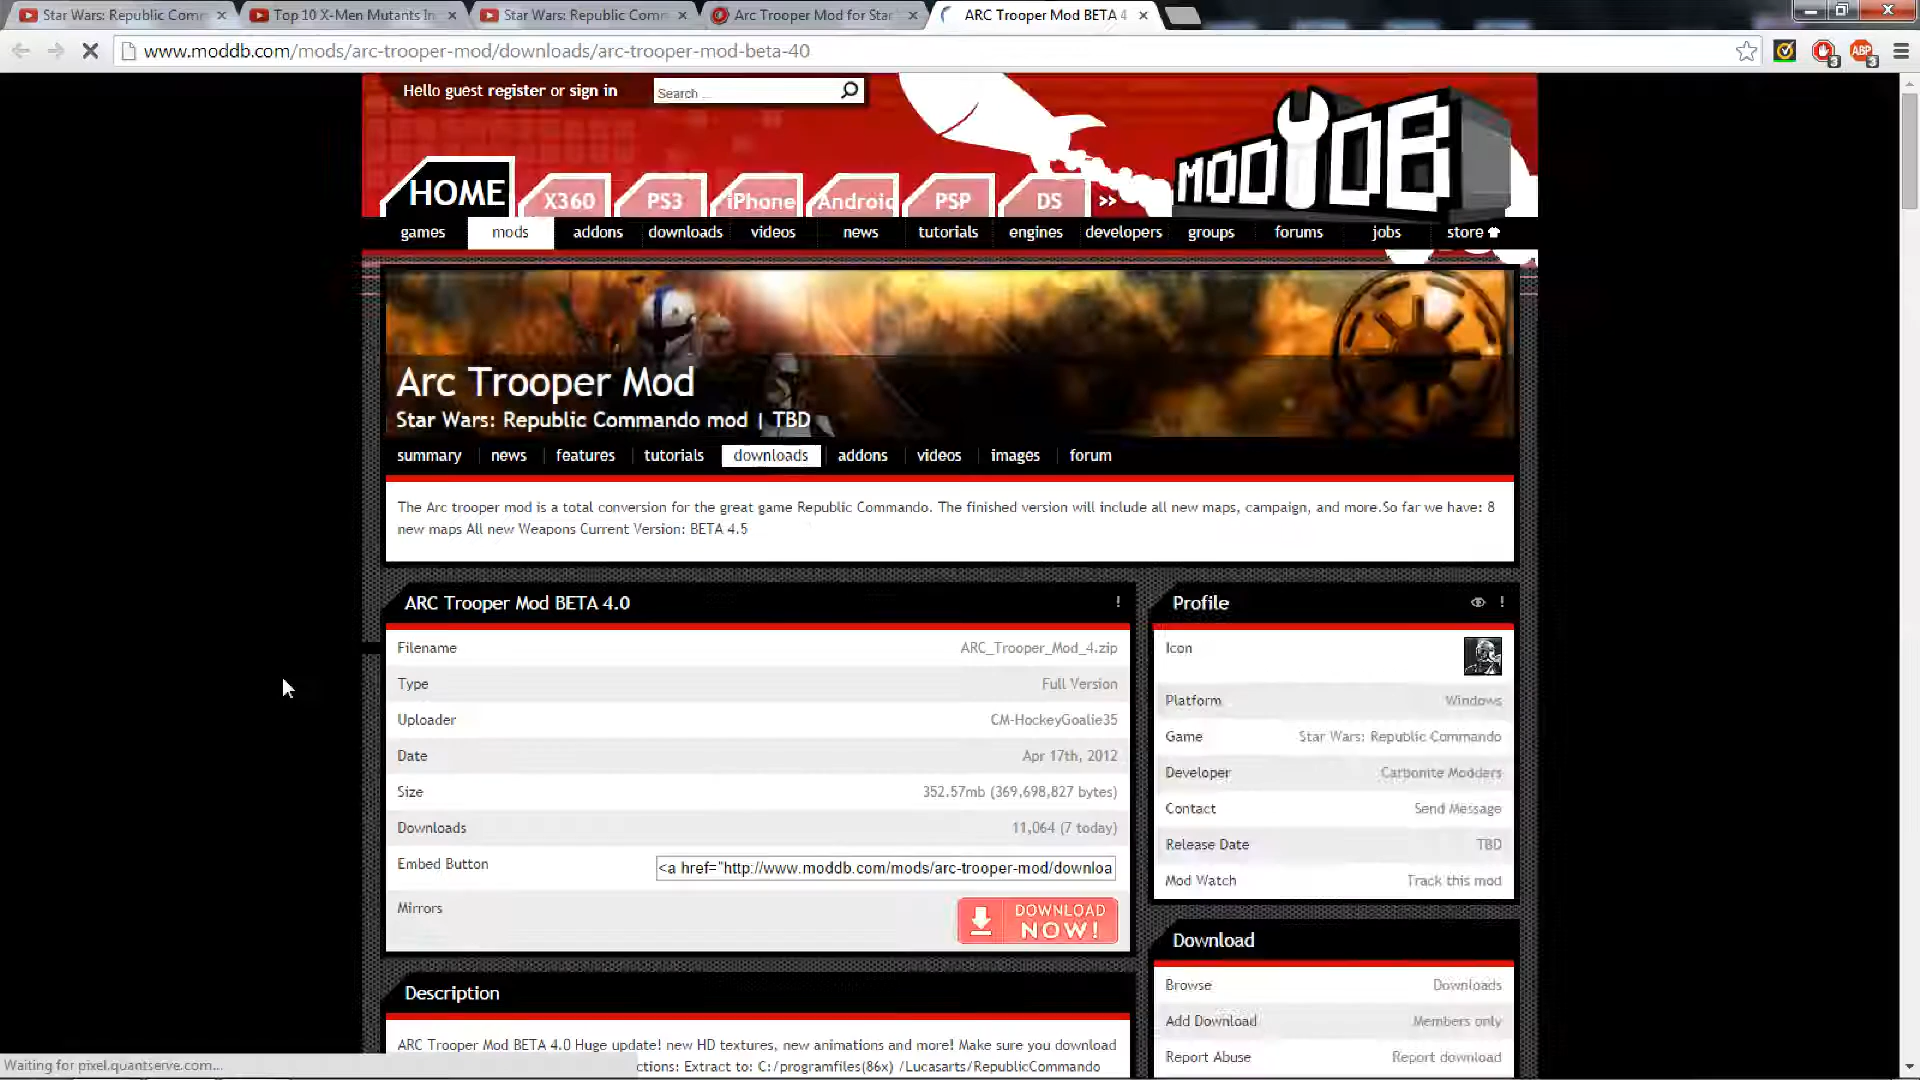 Star Wars: Republic Comm
Top 10 X-Men Mutants In
Star Wars: Republic Comm
Arc Trooper Mod for Star
ARC Trooper Mod BETA 4
www.moddb.com/mods/arc-trooper-mod/downloads/arc-trooper-mod-beta-40
3
ABP
3
Hello guest register or sign in
Search ...
MOD DB
HOME
X360
PS3
iPhone
Android
PSP
DS
>>
games
mods
addons
downloads
videos
news
tutorials
engines
developers
groups
forums
jobs
store
Arc Trooper Mod
Star Wars: Republic Commando mod | TBD
summary
news
features
tutorials
downloads
addons
videos
images
forum
The Arc trooper mod is a total conversion for the great game Republic Commando. The finished version will include all new maps, campaign, and more.So far we have: 8
new maps All new Weapons Current Version: BETA 4.5
ARC Trooper Mod BETA 4.0
!
Filename
ARC_Trooper_Mod_4.zip
Type
Full Version
Uploader
CM-HockeyGoalie35
Date
Apr 17th, 2012
Size
352.57mb (369,698,827 bytes)
Downloads
11,064 (7 today)
Embed Button
<a href="http://www.moddb.com/mods/arc-trooper-mod/downloa
Mirrors
DOWNLOAD
NOW!
Description
ARC Trooper Mod BETA 4.0 Huge update! new HD textures, new animations and more! Make sure you download
ctions: Extract to: C:/programfiles(86x) /Lucasarts/RepublicCommando
Profile
!
Icon
Platform
Windows
Game
Star Wars: Republic Commando
Developer
Carbonite Modders
Contact
Send Message
Release Date
TBD
Mod Watch
Track this mod
Download
Browse
Downloads
Add Download
Members only
Report Abuse
Report download
Waiting for pixel.quantserve.com...